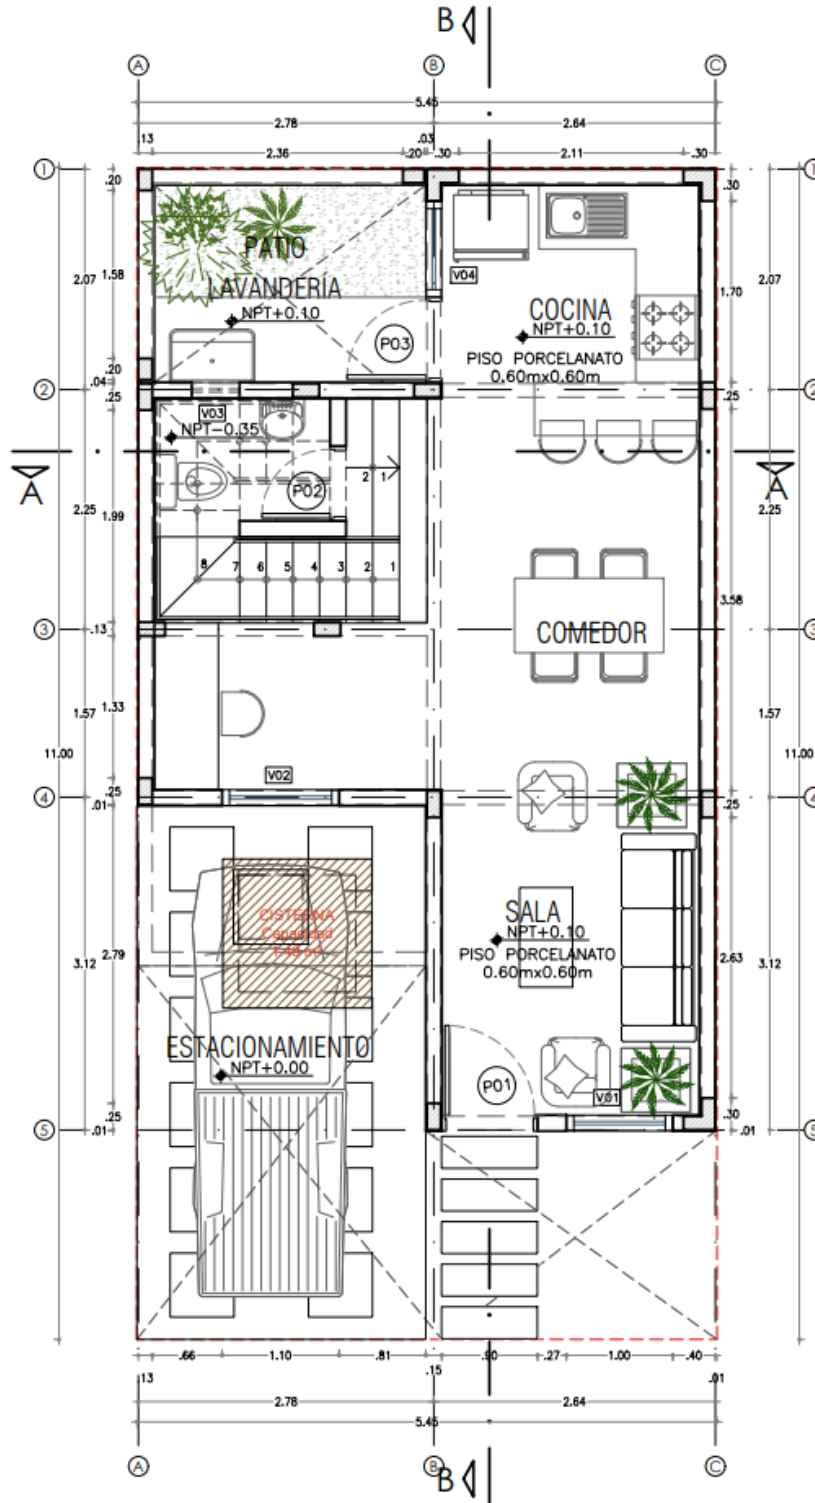 B
A
B
C
5.45
2.78
2.64
.13
.03
2.36
.20
.30
2.11
.30
1
1
.20
.30
PATIO
LAVANDERÍA
NPT+0.10
V04
COCINA
NPT+0.10
PISO PORCELANATO
0.60mx0.60m
2.07
1.58
1.70
2.07
P03
.20
2
.04
.25
.25
2
V03
NPT-0.35
A
A
2
1
P02
2.25
1.99
2.25
8
7
6
5
4
3
2
1
3.58
COMEDOR
3
.13
3
1.57
1.33
1.57
11.00
11.00
V02
.25
4
.01
.25
4
CISTERNA
Capacidad
SALA
NPT+0.10
PISO PORCELANATO
0.60mx0.60m
3.12
2.79
2.63
3.12
ESTACIONAMIENTO
NPT+0.00
P01
V01
.25
.30
5
.01
.01
5
.66
1.10
.81
.15
.90
.27
1.00
.40
.13
.01
2.78
2.64
5.45
A
B
C
B